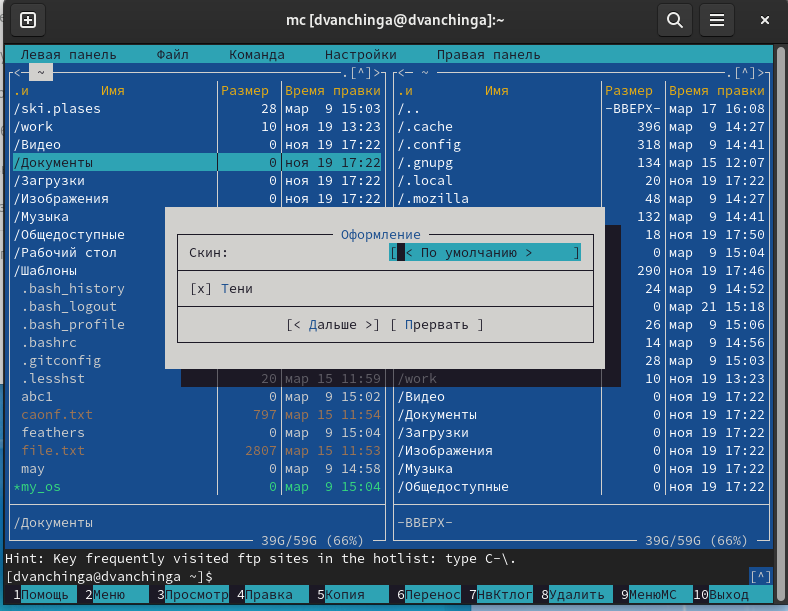 mc [dvanchinga@dvanchinga]:~
Левая панель Файл Команда Настройки Правая панель
<─ ~ .[^]> <─ ~ .[^]>
.и Имя Размер Время правки .и Имя Размер Время правки
/ski.plases 28 мар 9 15:03 /.. -ВВЕРХ- мар 17 16:08
/work 10 ноя 19 13:23 /.cache 396 мар 9 14:27
/Видео 0 ноя 19 17:22 /.config 318 мар 9 14:41
/Документы 0 ноя 19 17:22 /.gnupg 134 мар 15 12:07
/Загрузки 0 ноя 19 17:22 /.local 20 ноя 19 17:22
/Изображения 0 ноя 19 17:22 /.mozilla 48 мар 9 14:27
/Музыка 132 мар 9 14:41
/Общедоступные Оформление 18 ноя 19 17:50
/Рабочий стол Скин: [ < По умолчанию > ] 0 мар 9 15:04
/Шаблоны 290 ноя 19 17:46
.bash_history [x] Тени 24 мар 9 14:52
.bash_logout 0 мар 21 15:18
.bash_profile [< Дальше >] [ Прервать ] 26 мар 9 15:06
.bashrc 14 мар 9 14:56
.gitconfig 28 мар 9 15:03
.lesshst 20 мар 15 11:59 /work 10 ноя 19 13:23
abc1 0 мар 9 15:02 /Видео 0 ноя 19 17:22
caonf.txt 797 мар 15 11:54 /Документы 0 ноя 19 17:22
feathers 0 мар 9 15:04 /Загрузки 0 ноя 19 17:22
file.txt 2807 мар 15 11:53 /Изображения 0 ноя 19 17:22
may 0 мар 9 14:58 /Музыка 0 ноя 19 17:22
*my_os 0 мар 9 15:04 /Общедоступные 0 ноя 19 17:22
/Документы -ВВЕРХ-
39G/59G (66%) 39G/59G (66%)
Hint: Key frequently visited ftp sites in the hotlist: type C-\.
[dvanchinga@dvanchinga ~]$ [^]
1Помощь 2Меню 3Просмотр 4Правка 5Копия 6Перенос 7НвКтлог 8Удалить 9МенюМС 10Выход